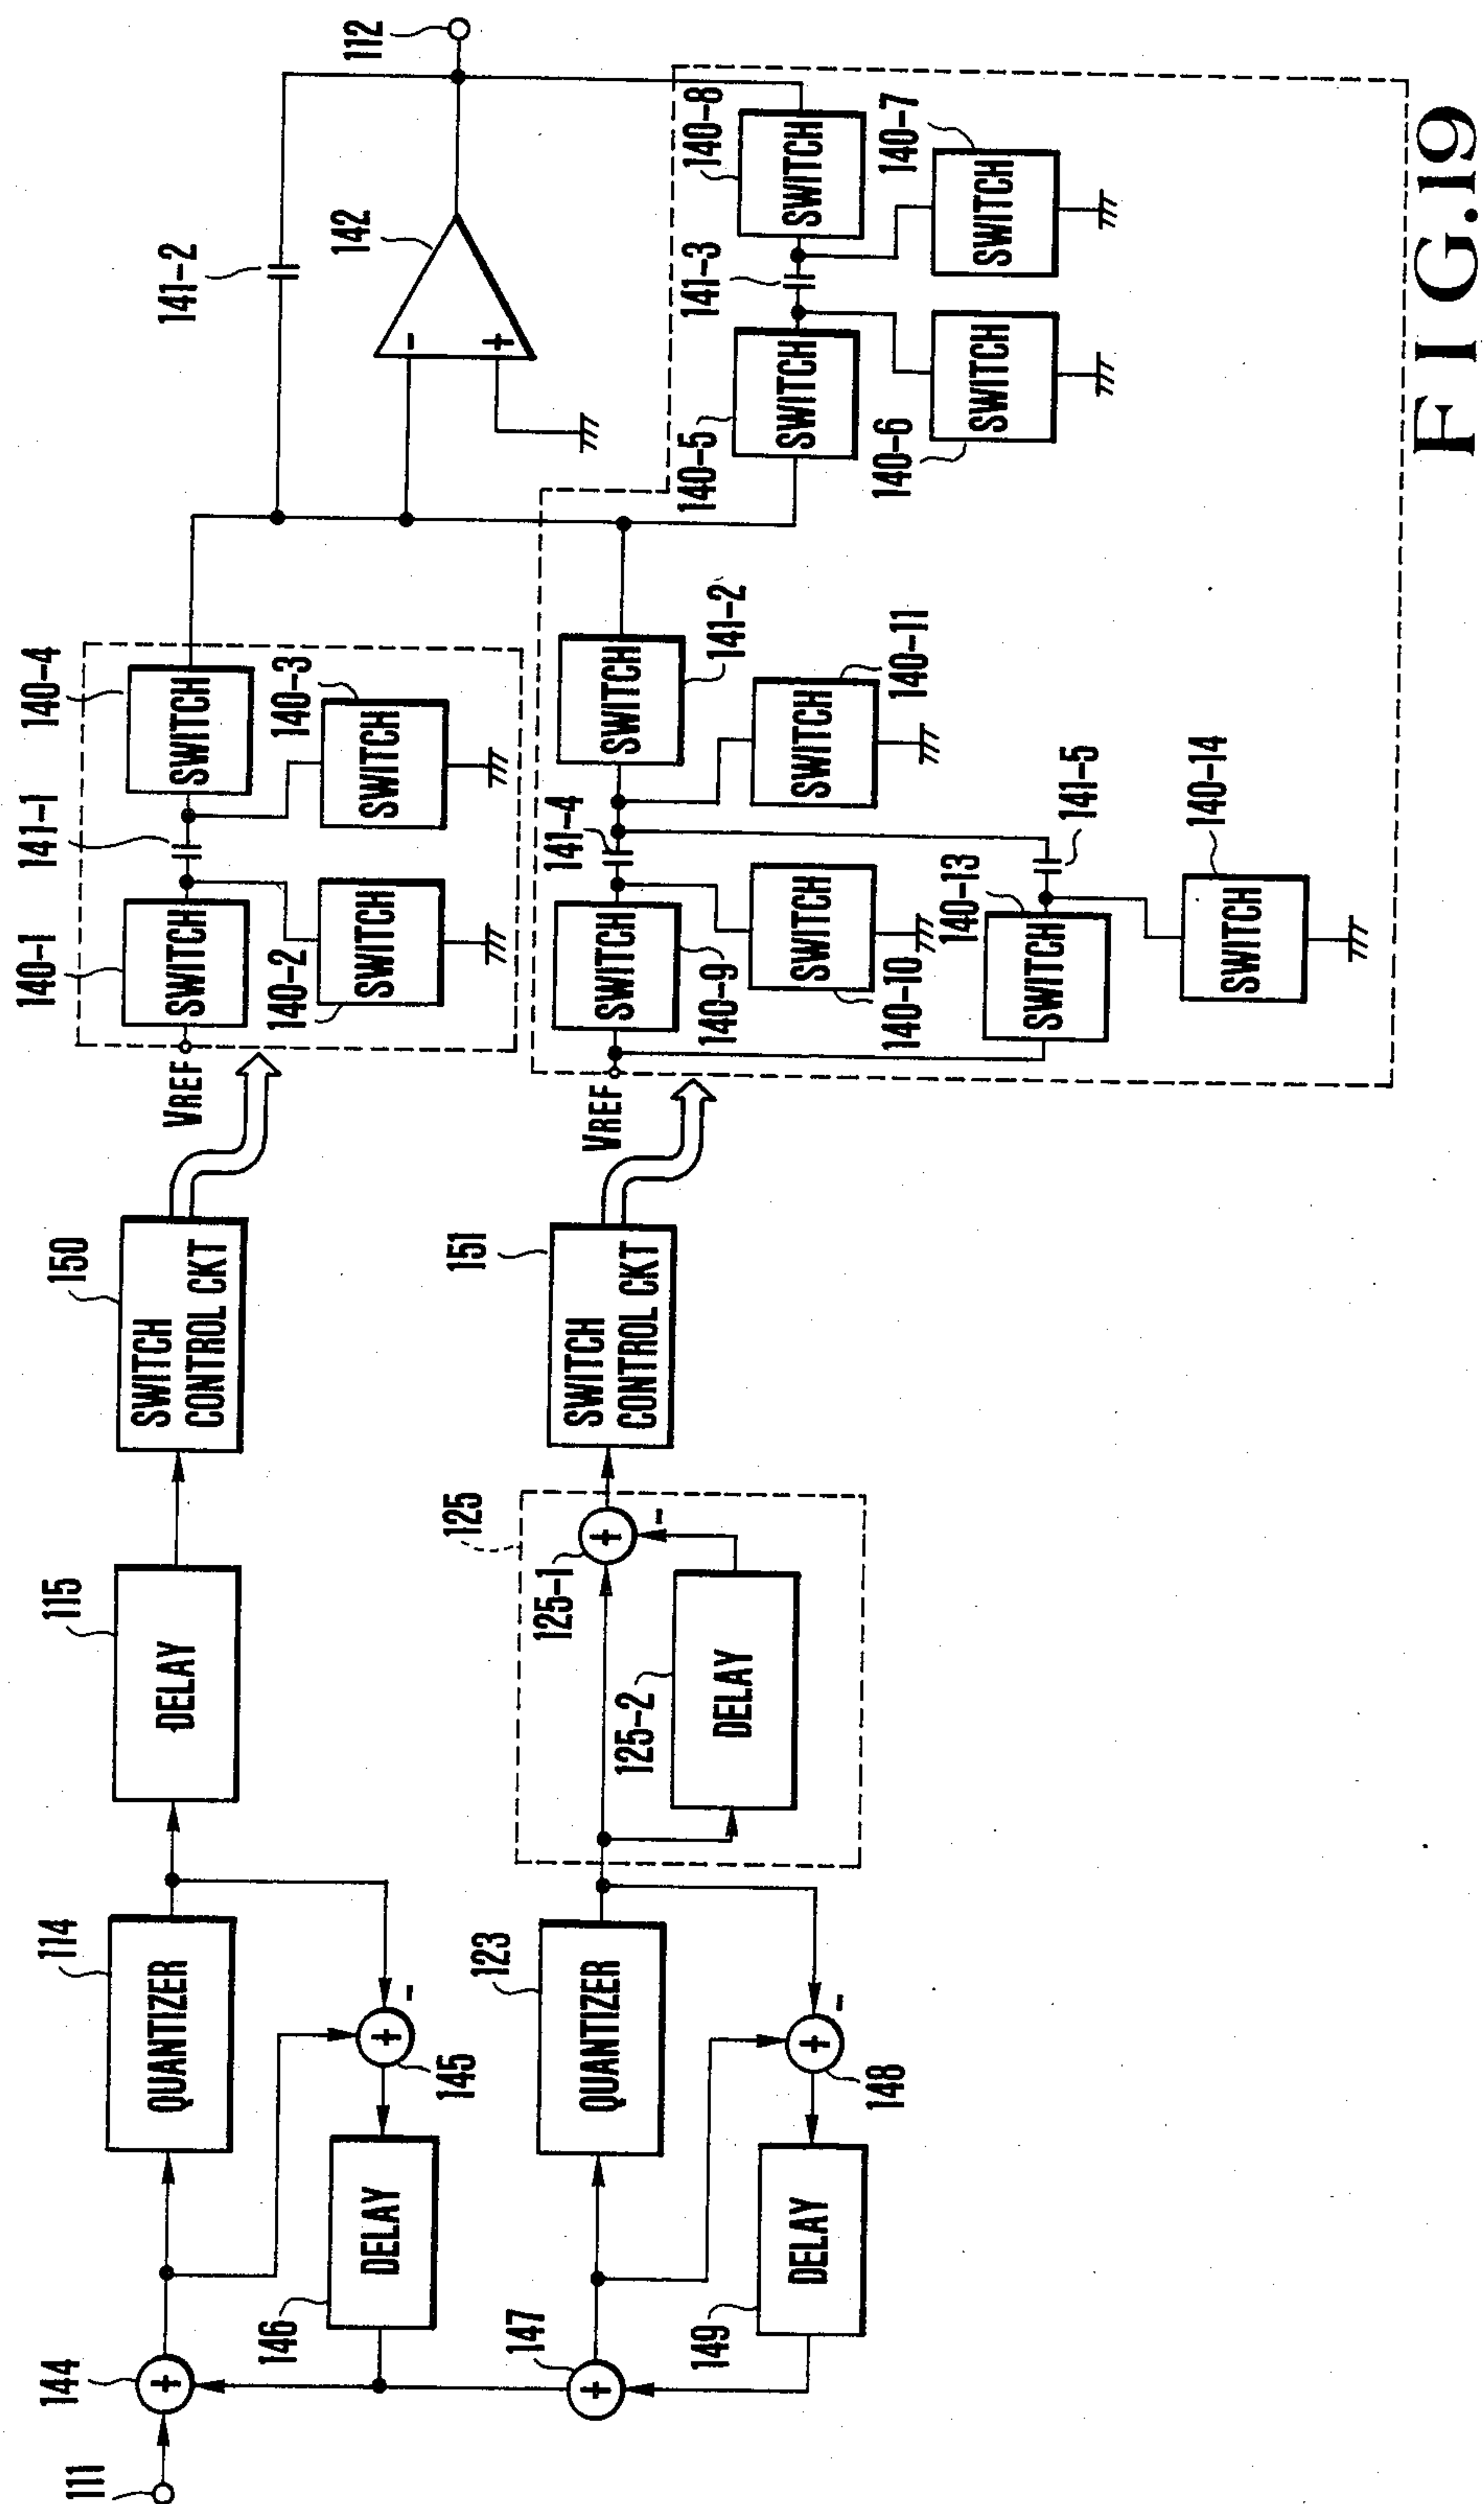 111
144
114
QUANTIZER
115
DELAY
150
SWITCH
CONTROL CKT
VREF
140-1
SWITCH
141-1
140-4
SWITCH
140-2
SWITCH
140-3
SWITCH
141-2
142
-
+
112
146
DELAY
+
145
-
147
+
123
QUANTIZER
125
125-1
+
-
125-2
DELAY
151
SWITCH
CONTROL CKT
VREF
140-9
SWITCH
141-4
SWITCH
141-2
140-10
SWITCH
140-11
SWITCH
140-13
SWITCH
141-5
140-14
SWITCH
140-5
SWITCH
141-3
140-8
SWITCH
140-6
SWITCH
140-7
SWITCH
149
DELAY
+
148
-
+
FIG.19